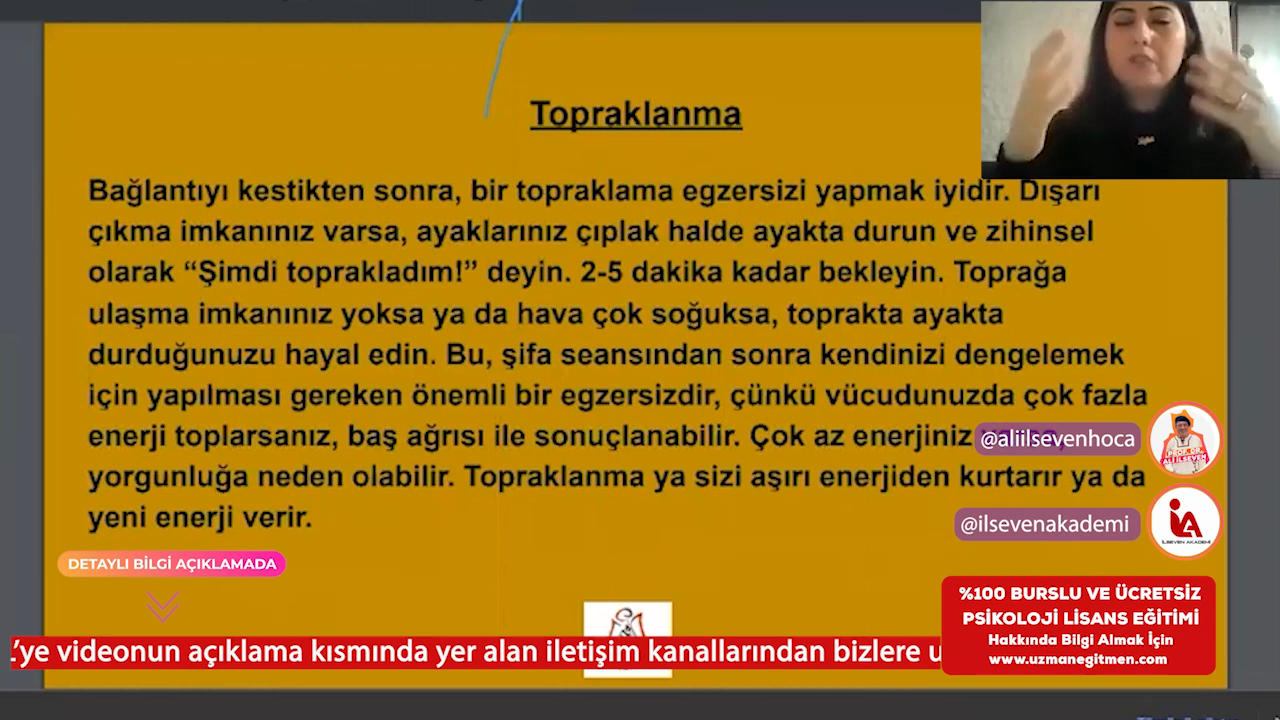 Topraklanma
Bağlantıyı kestikten sonra, bir topraklama egzersizi yapmak iyidir. Dışarı
çıkma imkanınız varsa, ayaklarınız çıplak halde ayakta durun ve zihinsel
olarak “Şimdi toprakladım!” deyin. 2-5 dakika kadar bekleyin. Toprağa
ulaşma imkanınız yoksa ya da hava çok soğuksa, toprakta ayakta
durduğunuzu hayal edin. Bu, şifa seansından sonra kendinizi dengelemek
için yapılması gereken önemli bir egzersizdir, çünkü vücudunuzda çok fazla
enerji toplarsanız, baş ağrısı ile sonuçlanabilir. Çok az enerjiniz
yorgunluğa neden olabilir. Topraklanma ya sizi aşırı enerjiden kurtarır ya da
yeni enerji verir.
@aliilsevenhoca
PROF. DR.
ALİ İLSEVEN
@ilsevenakademi
İLSEVEN AKADEMİ
DETAYLI BİLGİ AÇIKLAMADA
%100 BURSLU VE ÜCRETSİZ
PSİKOLOJİ LİSANS EĞİTİMİ
Hakkında Bilgi Almak İçin
www.uzmanegitmen.com
’ye videonun açıklama kısmında yer alan iletişim kanallarından bizlere